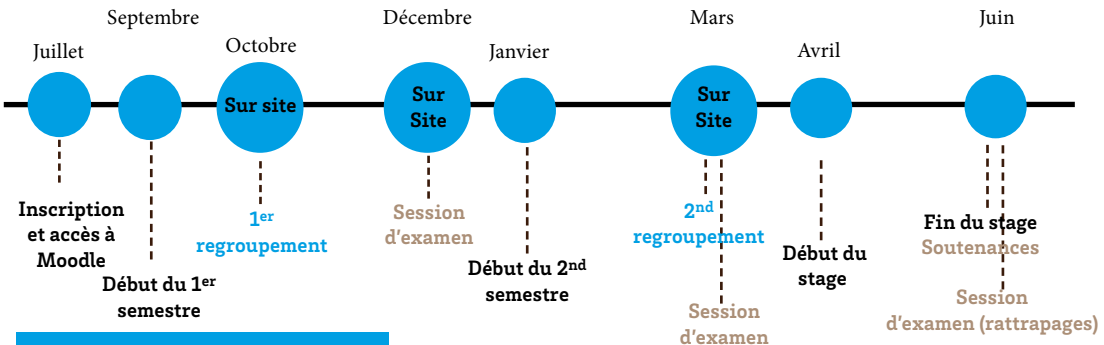 Septembre
Décembre
Mars
Juin
Juillet
Octobre
Janvier
Avril
Sur site
Sur
Site
Sur
Site
Inscription
et accès à
Moodle
Début du 1er
semestre
1er
regroupement
Session
d'examen
Début du 2nd
semestre
2nd
regroupement
Session
d'examen
Début du
stage
Fin du stage
Soutenances
Session
d'examen (rattrapages)